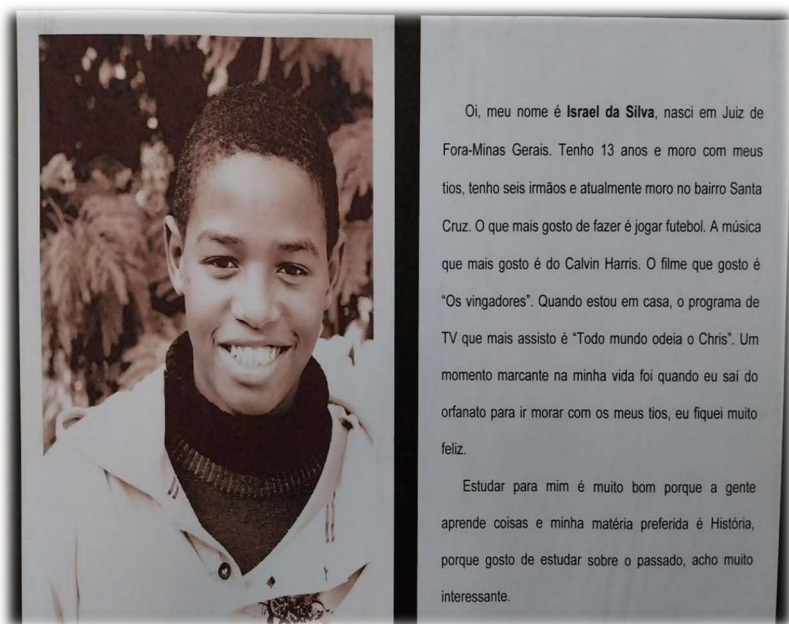 Oi, meu nome é Israel da Silva, nasci em Juiz de
Fora-Minas Gerais. Tenho 13 anos e moro com meus
tios, tenho seis irmãos e atualmente moro no bairro Santa
Cruz. O que mais gosto de fazer é jogar futebol. A música
que mais gosto é do Calvin Harris. O filme que gosto é
“Os vingadores”. Quando estou em casa, o programa de
TV que mais assisto é “Todo mundo odeia o Chris”. Um
momento marcante na minha vida foi quando eu saí do
orfanato para ir morar com os meus tios, eu fiquei muito
feliz.
Estudar para mim é muito bom porque a gente
aprende coisas e minha matéria preferida é História,
porque gosto de estudar sobre o passado, acho muito
interessante.